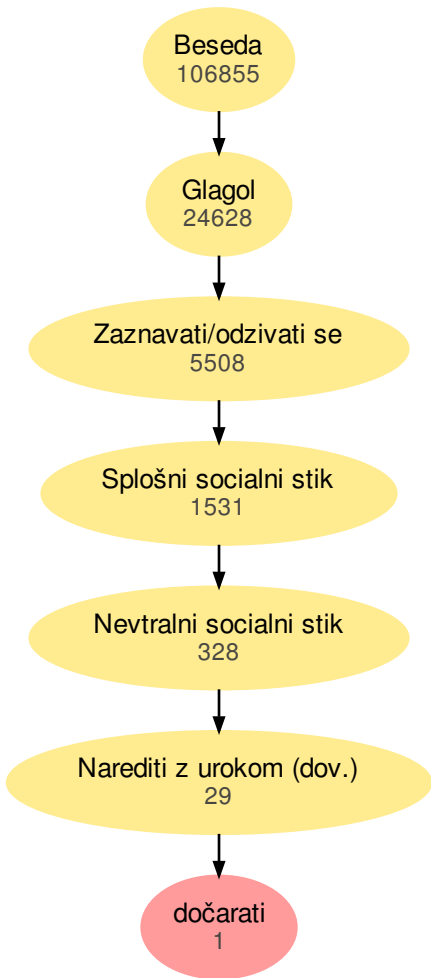 Beseda
106855
Glagol
24628
Zaznavati/odzivati se
5508
Splošni socialni stik
1531
Nevtralni socialni stik
328
Narediti z urokom (dov.)
29
dočarati
1